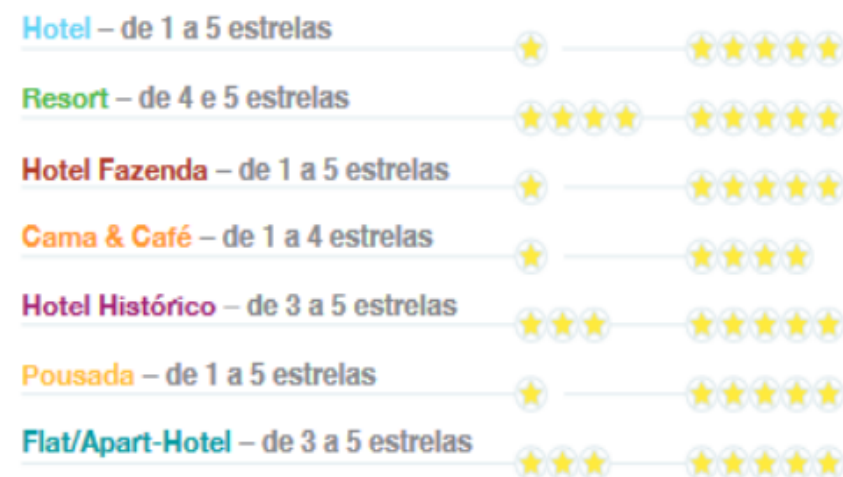 Hotel – de 1 a 5 estrelas
Resort – de 4 e 5 estrelas
Hotel Fazenda – de 1 a 5 estrelas
Cama & Café – de 1 a 4 estrelas
Hotel Histórico – de 3 a 5 estrelas
Pousada – de 1 a 5 estrelas
Flat/Apart-Hotel – de 3 a 5 estrelas